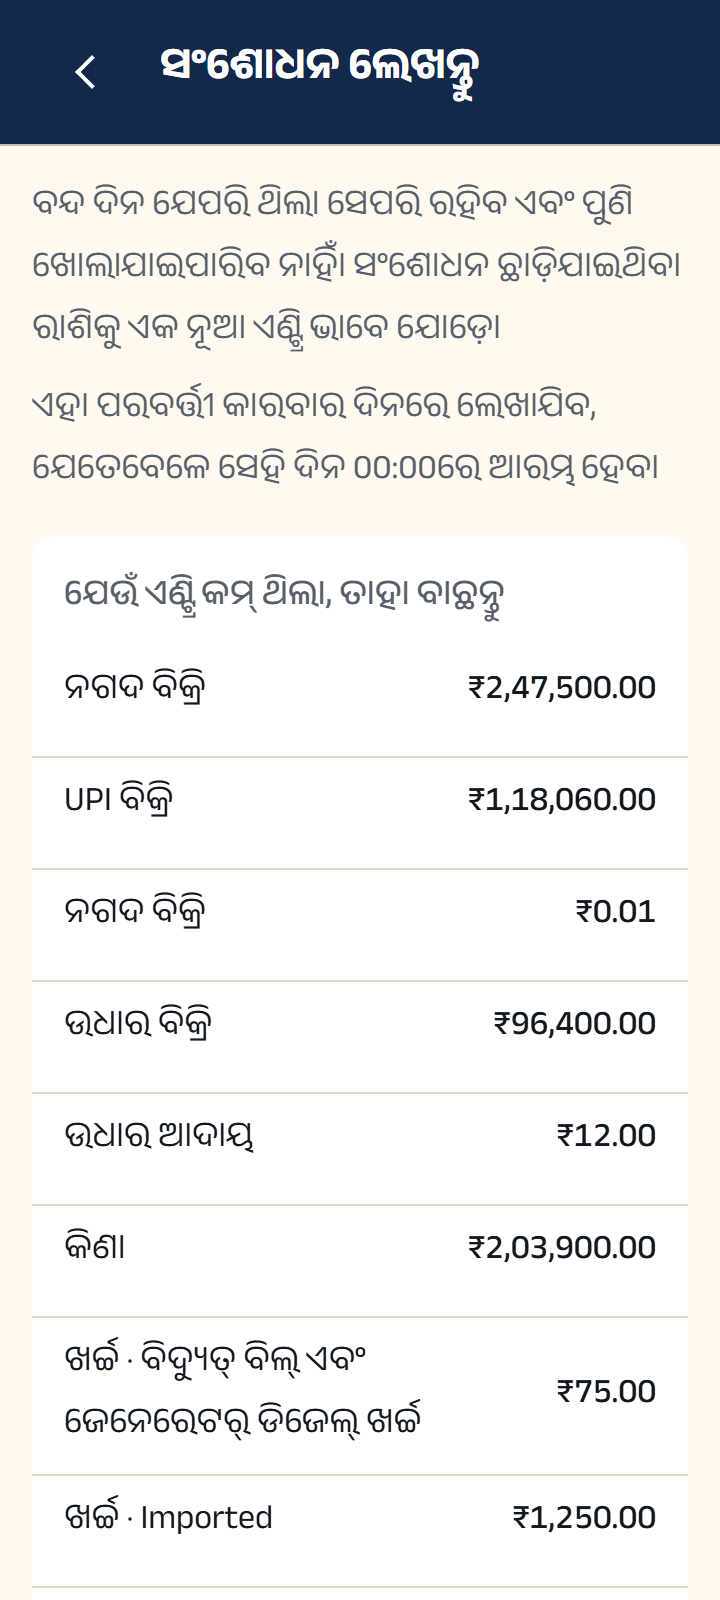 ସଂଶୋଧନ ଲେଖନ୍ତୁ
ବନ୍ଦ ଦିନ ଯେପରି ଥିଲା ସେପରି ରହିବ ଏବଂ ପୁଣି
ଖୋଲାଯାଇପାରିବ ନାହିଁ। ସଂଶୋଧନ ଛାଡ଼ିଯାଇଥିବା
ରାଶିକୁ ଏକ ନୂଆ ଏଣ୍ଟ୍ରି ଭାବେ ଯୋଡ଼େ।
ଏହା ପରବର୍ତ୍ତୀ କାରବାର ଦିନରେ ଲେଖାଯିବ,
ଯେତେବେଳେ ସେହି ଦିନ 00:00ରେ ଆରମ୍ଭ ହେବ।
ଯେଉଁ ଏଣ୍ଟ୍ରି କମ୍ ଥିଲା, ତାହା ବାଛନ୍ତୁ
ନଗଦ ବିକ୍ରି ₹2,47,500.00
UPI ବିକ୍ରି ₹1,18,060.00
ନଗଦ ବିକ୍ରି ₹0.01
ଉଧାର ବିକ୍ରି ₹96,400.00
ଉଧାର ଆଦାୟ ₹12.00
କିଣା ₹2,03,900.00
ଖର୍ଚ୍ଚ · ବିଦ୍ୟୁତ୍ ବିଲ୍ ଏବଂ
ଜେନେରେଟର୍ ଡିଜେଲ୍ ଖର୍ଚ୍ଚ ₹75.00
ଖର୍ଚ୍ଚ · Imported ₹1,250.00